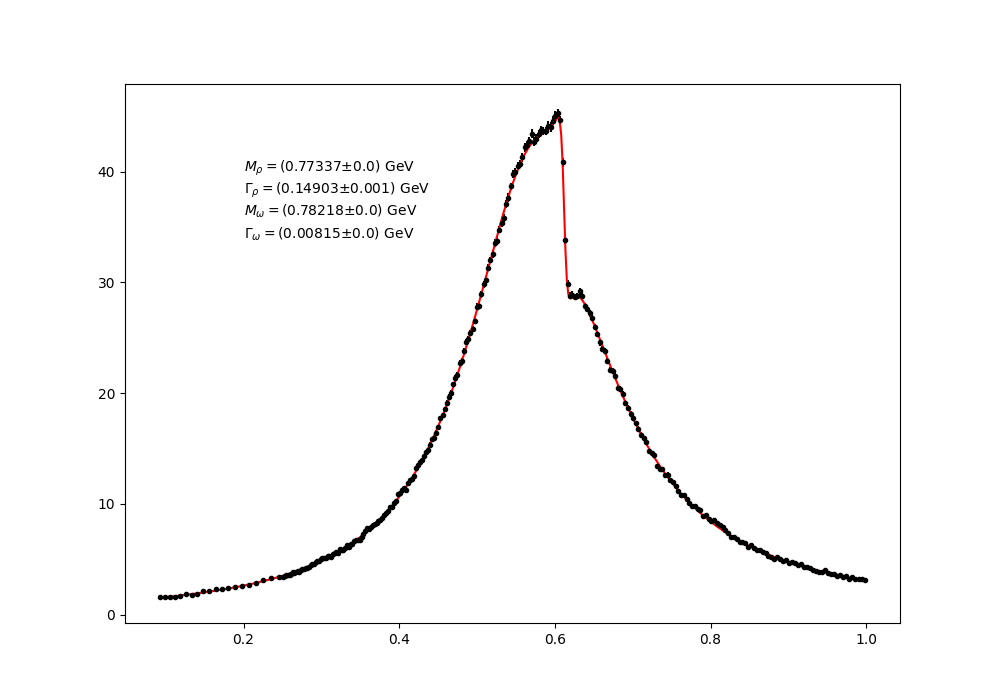 40
30
20
10
0
M_ρ = (0.77337±0.0) GeV
Γ_ρ = (0.14903±0.001) GeV
M_ω = (0.78218±0.0) GeV
Γ_ω = (0.00815±0.0) GeV
0.2 0.4 0.6 0.8 1.0